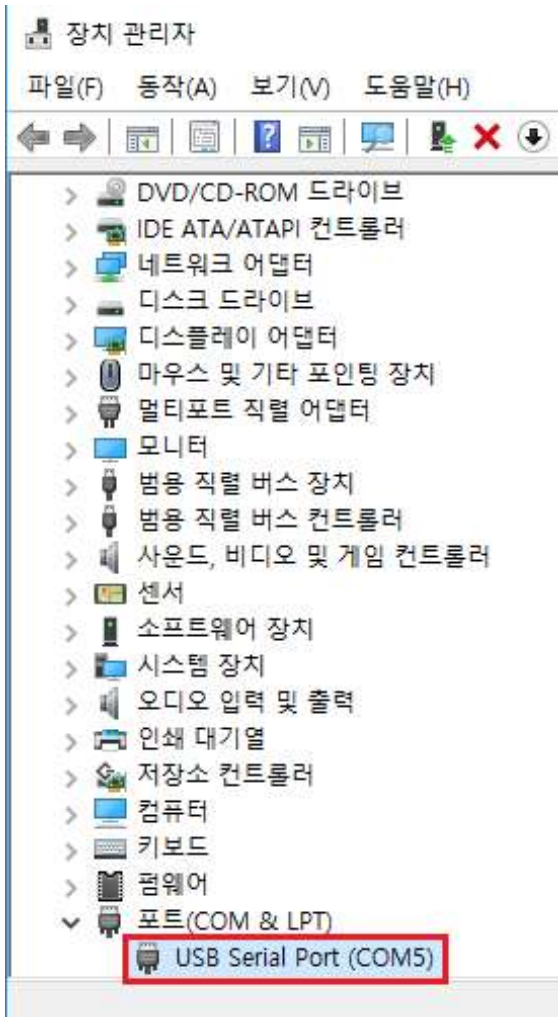 장치 관리자
파일(F) 동작(A) 보기(V) 도움말(H)
DVD/CD-ROM 드라이브
IDE ATA/ATAPI 컨트롤러
네트워크 어댑터
디스크 드라이브
디스플레이 어댑터
마우스 및 기타 포인팅 장치
멀티포트 직렬 어댑터
모니터
범용 직렬 버스 장치
범용 직렬 버스 컨트롤러
사운드, 비디오 및 게임 컨트롤러
센서
소프트웨어 장치
시스템 장치
오디오 입력 및 출력
인쇄 대기열
저장소 컨트롤러
컴퓨터
키보드
펌웨어
포트(COM & LPT)
USB Serial Port (COM5)